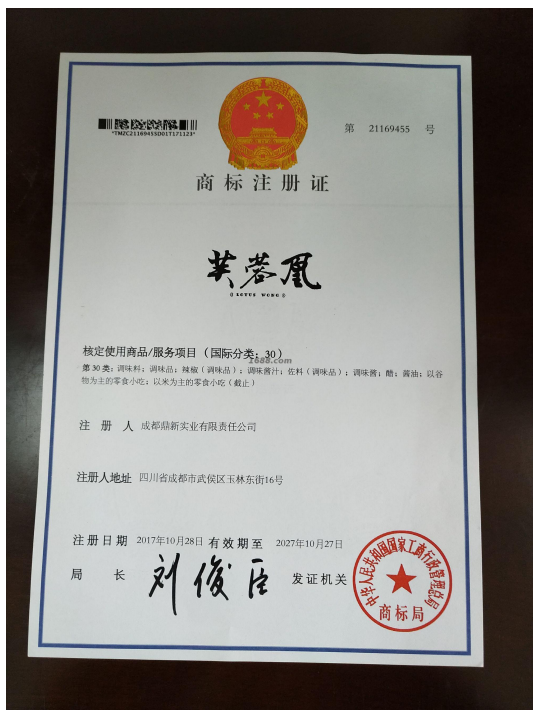 *TMZC21169455D01T171123*
第 21169455 号
商标注册证
芙蓉凰
LOTUS WONG
核定使用商品/服务项目（国际分类：30）
1688.com
第30类：调味料；调味品；辣椒（调味品）；调味酱汁；佐料（调味品）；调味酱；醋；酱油；以谷
物为主的零食小吃；以米为主的零食小吃（截止）
注册人 成都鼎新实业有限责任公司
注册人地址 四川省成都市武侯区玉林东街16号
注册日期 2017年10月28日 有效期至 2027年10月27日
局长 刘俊臣 发证机关
中华人民共和国国家工商行政管理总局
商标局